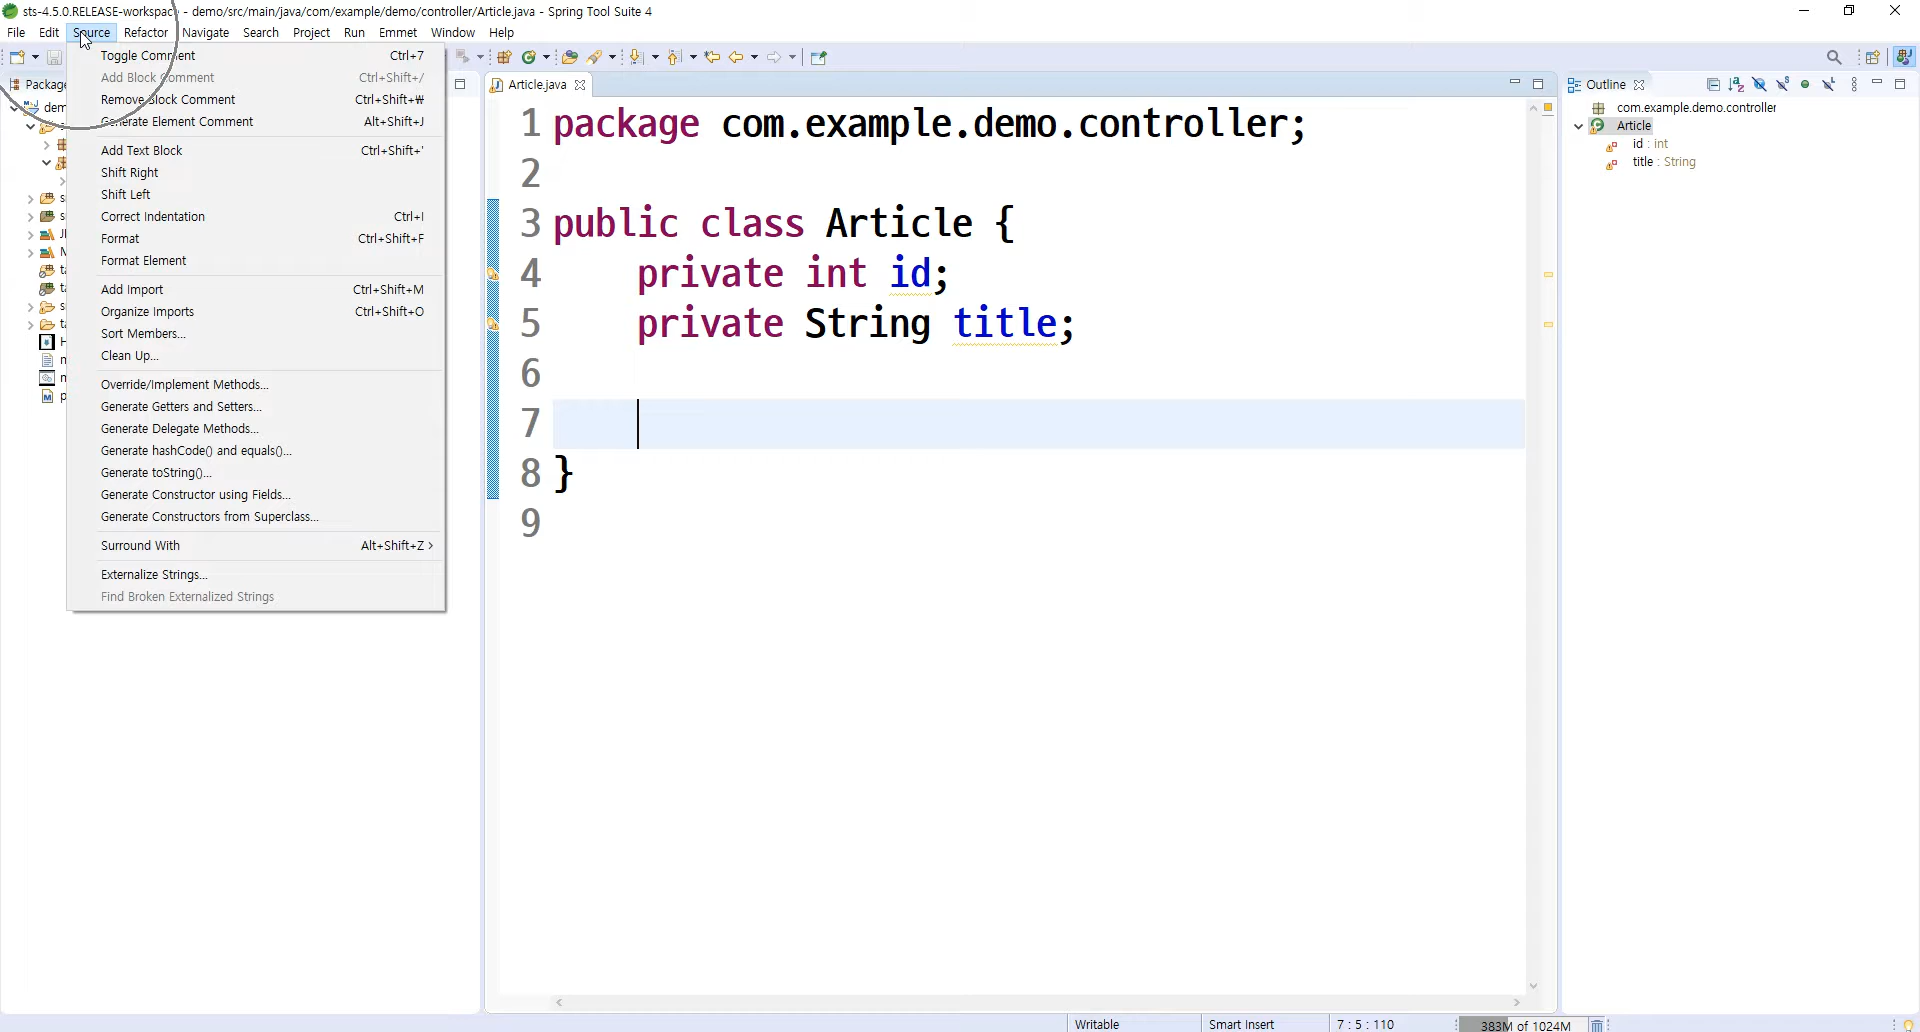 sts-4.5.0.RELEASE-workspace - demo/src/main/java/com/example/demo/controller/Article.java - Spring Tool Suite 4
File Edit Source Refactor Navigate Search Project Run Emmet Window Help
Package
dem
Toggle Comment Ctrl+7
Add Block Comment Ctrl+Shift+/
Remove Block Comment Ctrl+Shift+₩
Generate Element Comment Alt+Shift+J
Add Text Block Ctrl+Shift+'
Shift Right
Shift Left
Correct Indentation Ctrl+I
Format Ctrl+Shift+F
Format Element
Add Import Ctrl+Shift+M
Organize Imports Ctrl+Shift+O
Sort Members...
Clean Up...
Override/Implement Methods...
Generate Getters and Setters...
Generate Delegate Methods...
Generate hashCode() and equals()...
Generate toString()...
Generate Constructor using Fields...
Generate Constructors from Superclass...
Surround With Alt+Shift+Z >
Externalize Strings...
Find Broken Externalized Strings
Article.java
1 package com.example.demo.controller;
2
3 public class Article {
4 private int id;
5 private String title;
6
7
8 }
9
Outline
com.example.demo.controller
Article
id : int
title : String
Writable Smart Insert 7 : 5 : 110 383M of 1024M